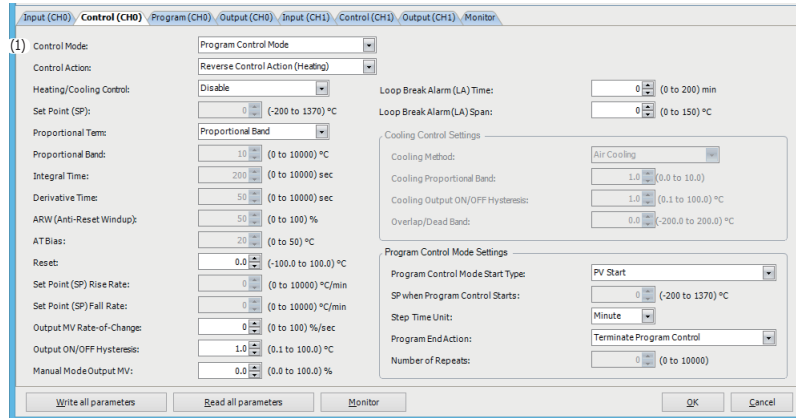 Input (CH0) Control (CH0) Program (CH0) Output (CH0) Input (CH1) Control (CH1) Output (CH1) Monitor
(1)
Control Mode: Program Control Mode
Control Action: Reverse Control Action (Heating)
Heating/Cooling Control: Disable
Set Point (SP): 0 (-200 to 1370) °C
Proportional Term: Proportional Band
Proportional Band: 10 (0 to 10000) °C
Integral Time: 200 (0 to 10000) sec
Derivative Time: 50 (0 to 10000) sec
ARW (Anti-Reset Windup): 50 (0 to 100) %
AT Bias: 20 (0 to 50) °C
Reset: 0.0 (-100.0 to 100.0) °C
Set Point (SP) Rise Rate: 0 (0 to 10000) °C/min
Set Point (SP) Fall Rate: 0 (0 to 10000) °C/min
Output MV Rate-of-Change: 0 (0 to 100) %/sec
Output ON/OFF Hysteresis: 1.0 (0.1 to 100.0) °C
Manual Mode Output MV: 0.0 (0.0 to 100.0) %
Loop Break Alarm (LA) Time: 0 (0 to 200) min
Loop Break Alarm (LA) Span: 0 (0 to 150) °C
Cooling Control Settings
Cooling Method: Air Cooling
Cooling Proportional Band: 1.0 (0.0 to 10.0)
Cooling Output ON/OFF Hysteresis: 1.0 (0.1 to 100.0) °C
Overlap/Dead Band: 0.0 (-200.0 to 200.0) °C
Program Control Mode Settings
Program Control Mode Start Type: PV Start
SP when Program Control Starts: 0 (-200 to 1370) °C
Step Time Unit: Minute
Program End Action: Terminate Program Control
Number of Repeats: 0 (0 to 10000)
Write all parameters Read all parameters Monitor OK Cancel